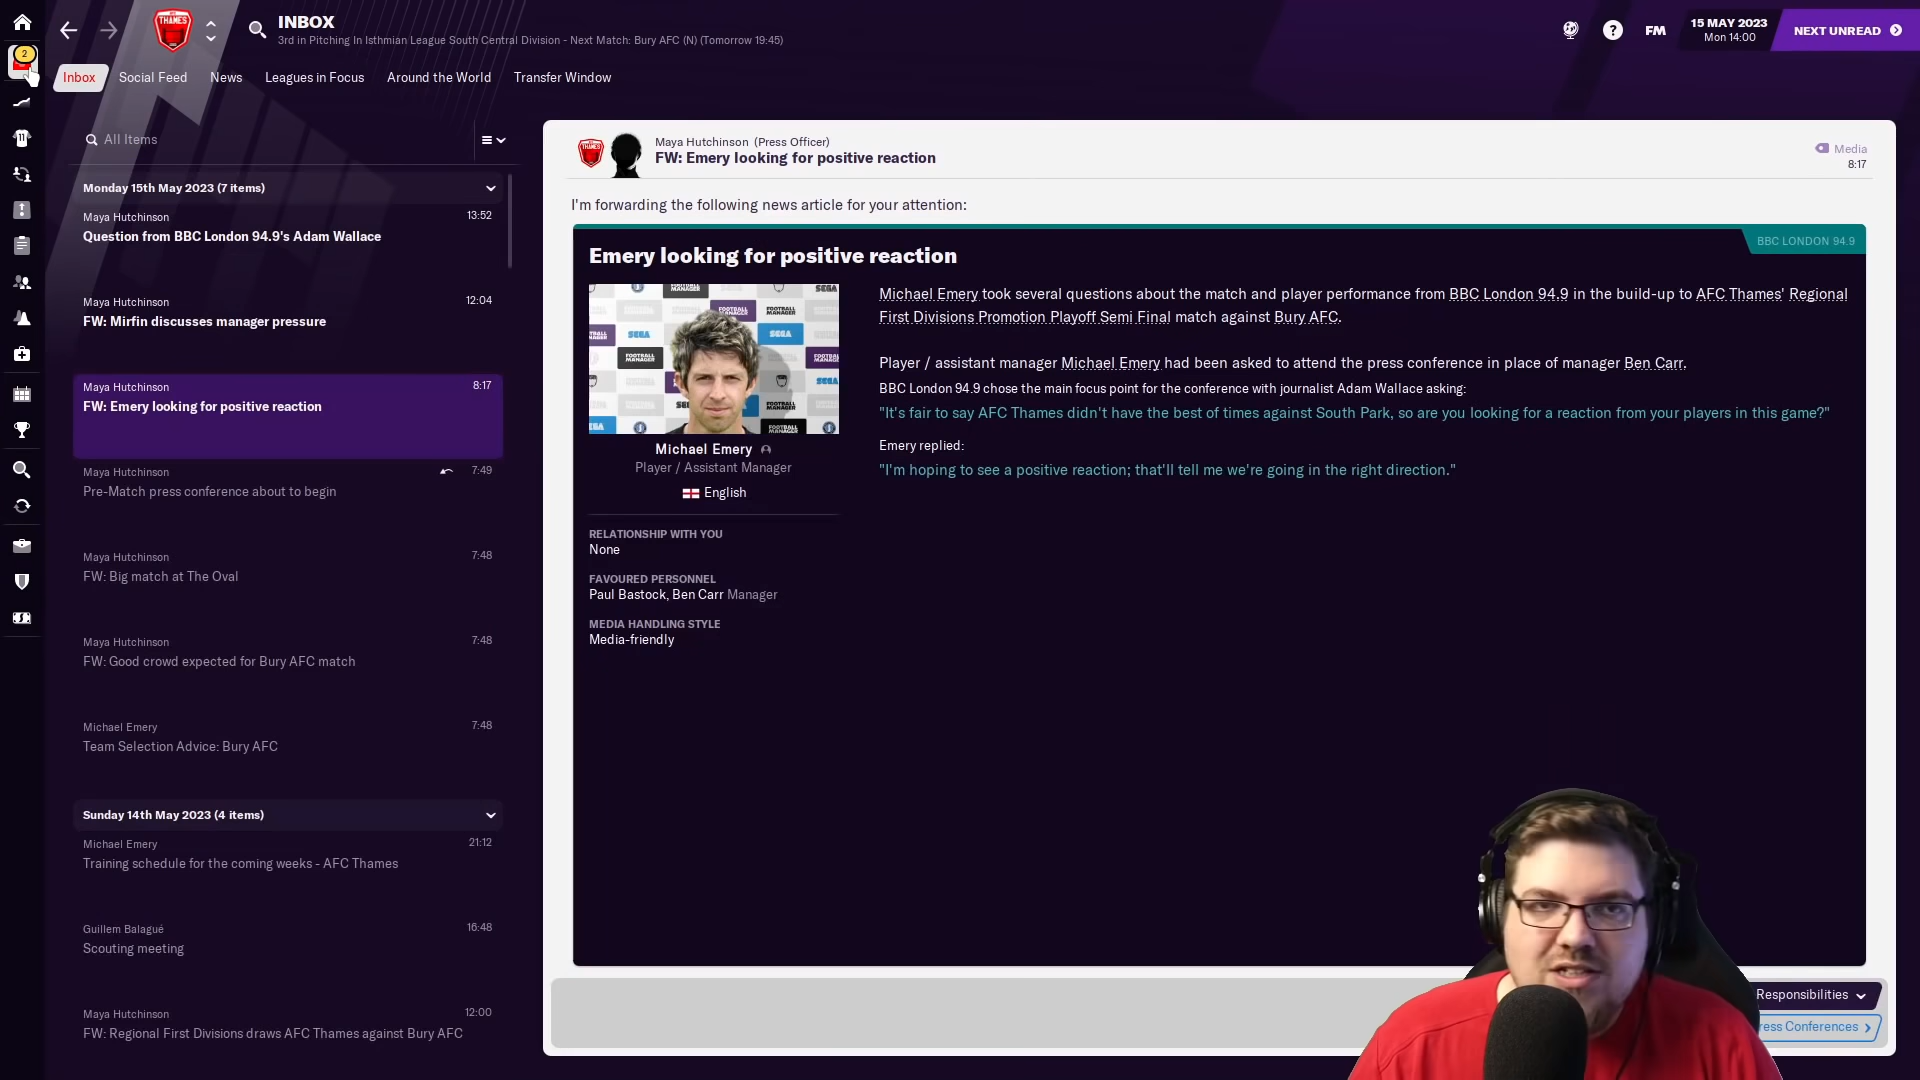 INBOX
3rd in Pitching In Isthmian League South Central Division - Next Match: Bury AFC (N) (Tomorrow 19:45)
FM
15 MAY 2023
Mon 14:00
NEXT UNREAD
2
THAMES
Inbox
Social Feed
News
Leagues in Focus
Around the World
Transfer Window
11
All Items
Monday 15th May 2023 (7 items)
Maya Hutchinson
13:52
Question from BBC London 94.9's Adam Wallace
Maya Hutchinson
12:04
FW: Mirfin discusses manager pressure
Maya Hutchinson
8:17
FW: Emery looking for positive reaction
Maya Hutchinson
7:49
Pre-Match press conference about to begin
Maya Hutchinson
7:48
FW: Big match at The Oval
Maya Hutchinson
7:48
FW: Good crowd expected for Bury AFC match
Michael Emery
7:48
Team Selection Advice: Bury AFC
Sunday 14th May 2023 (4 items)
Michael Emery
21:12
Training schedule for the coming weeks - AFC Thames
Guillem Balagué
16:48
Scouting meeting
Maya Hutchinson
12:00
FW: Regional First Divisions draws AFC Thames against Bury AFC
Maya Hutchinson (Press Officer)
FW: Emery looking for positive reaction
Media
8:17
I'm forwarding the following news article for your attention:
BBC LONDON 94.9
Emery looking for positive reaction
FOOTBALL MANAGER
SEGA
Michael Emery
Player / Assistant Manager
English
RELATIONSHIP WITH YOU
None
FAVOURED PERSONNEL
Paul Bastock, Ben Carr Manager
MEDIA HANDLING STYLE
Media-friendly
Michael Emery took several questions about the match and player performance from BBC London 94.9 in the build-up to AFC Thames' Regional
First Divisions Promotion Playoff Semi Final match against Bury AFC.
Player / assistant manager Michael Emery had been asked to attend the press conference in place of manager Ben Carr.
BBC London 94.9 chose the main focus point for the conference with journalist Adam Wallace asking:
"It's fair to say AFC Thames didn't have the best of times against South Park, so are you looking for a reaction from your players in this game?"
Emery replied:
"I'm hoping to see a positive reaction; that'll tell me we're going in the right direction."
Responsibilities
ress Conferences